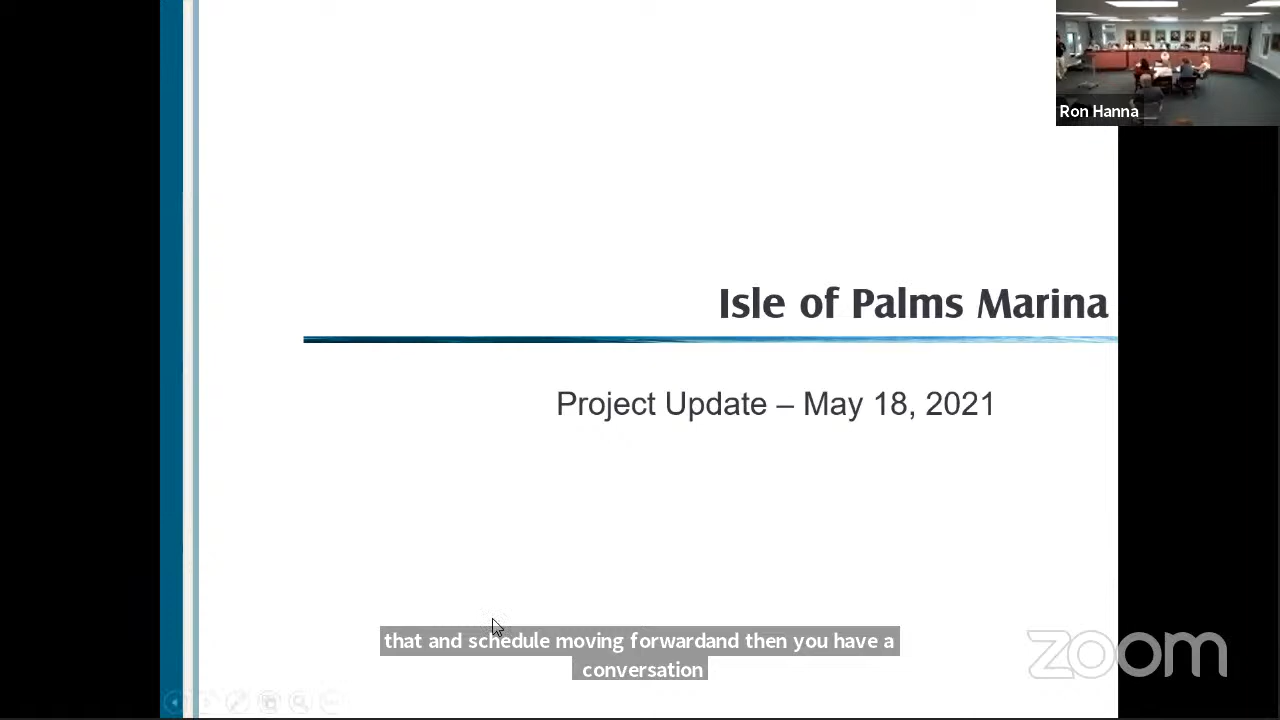 Ron Hanna
Isle of Palms Marina
Project Update – May 18, 2021
that and schedule moving forwardand then you have a
conversation
zoom